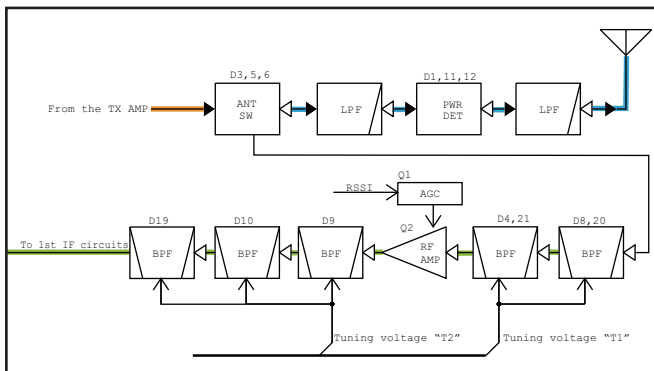 D3,5,6
D1,11,12
From the TX AMP
ANT
SW
LPF
PWR
DET
LPF
Q1
RSSI
AGC
D19
D10
D9
Q2
D4,21
D8,20
To 1st IF circuits
BPF
BPF
BPF
RF
AMP
BPF
BPF
Tuning voltage “T2”
Tuning voltage “T1”